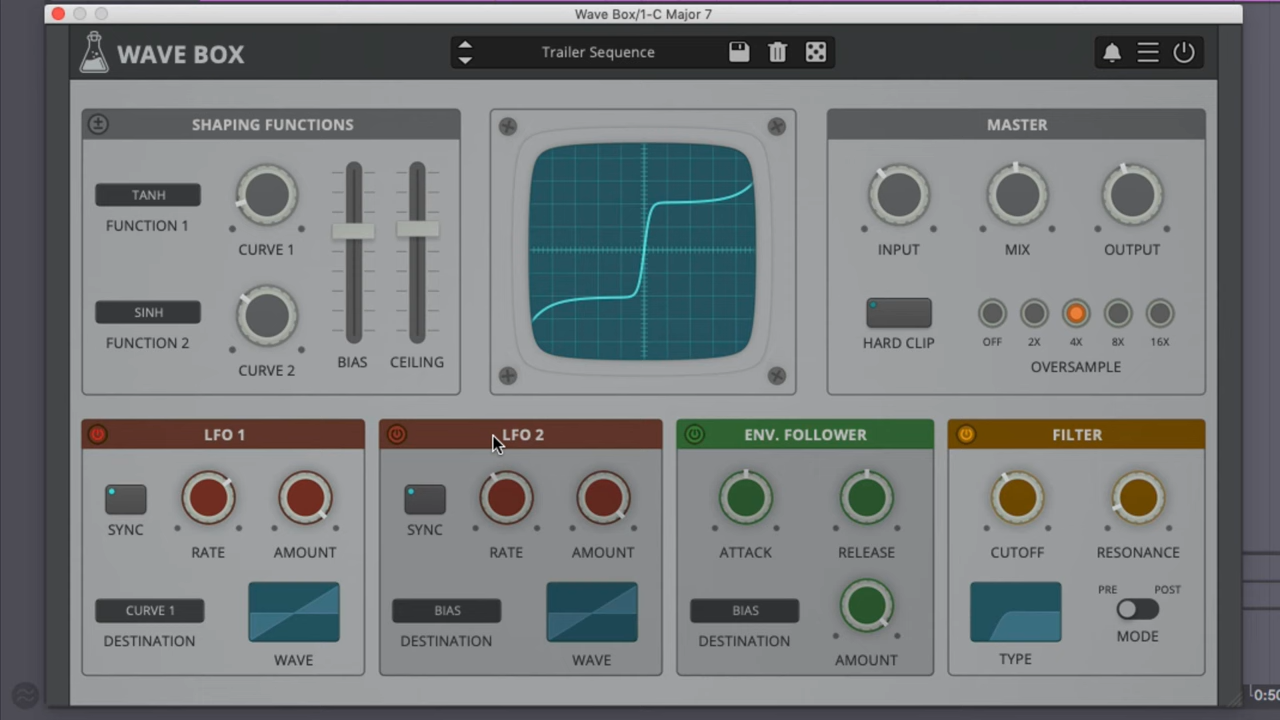 Wave Box/1-C Major 7
WAVE BOX
Trailer Sequence
SHAPING FUNCTIONS
TANH
FUNCTION 1
CURVE 1
SINH
FUNCTION 2
CURVE 2
BIAS
CEILING
MASTER
INPUT
MIX
OUTPUT
HARD CLIP
OFF
2X
4X
8X
16X
OVERSAMPLE
LFO 1
SYNC
RATE
AMOUNT
CURVE 1
DESTINATION
WAVE
LFO 2
SYNC
RATE
AMOUNT
BIAS
DESTINATION
WAVE
ENV. FOLLOWER
ATTACK
RELEASE
BIAS
DESTINATION
AMOUNT
FILTER
CUTOFF
RESONANCE
TYPE
PRE
POST
MODE
0:50